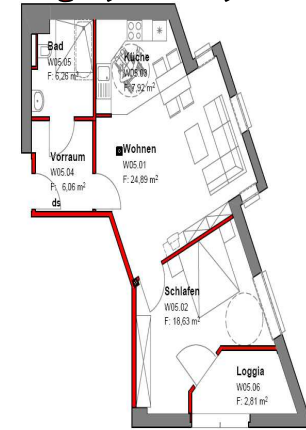 Bad
W05.05
F: 6,26 m²
Küche
W05.03
F: 7,92 m²
Wohnen
W05.01
F: 24,89 m²
Vorraum
W05.04
F: 6,06 m²
ds
Schlafen
W05.02
F: 18,63 m²
Loggia
W05.06
F: 2,81 m²